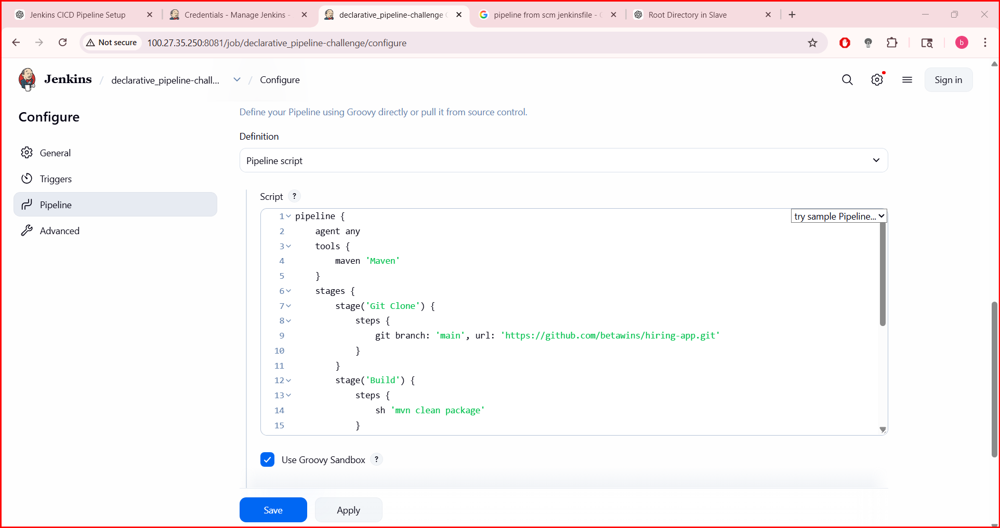 Jenkins CICD Pipeline Setup
Credentials - Manage Jenkins -
declarative_pipeline-challenge
pipeline from scm jenkinsfile -
Root Directory in Slave
Not secure
100.27.35.250:8081/job/declarative_pipeline-challenge/configure
b
Jenkins / declarative_pipeline-chall... / Configure
Sign in
Configure
General
Triggers
Pipeline
Advanced
Define your Pipeline using Groovy directly or pull it from source control.
Definition
Pipeline script
Script ?
try sample Pipeline...
1 pipeline {
2 agent any
3 tools {
4 maven 'Maven'
5 }
6 stages {
7 stage('Git Clone') {
8 steps {
9 git branch: 'main', url: 'https://github.com/betawins/hiring-app.git'
10 }
11 }
12 stage('Build') {
13 steps {
14 sh 'mvn clean package'
15 }
Use Groovy Sandbox ?
Save
Apply